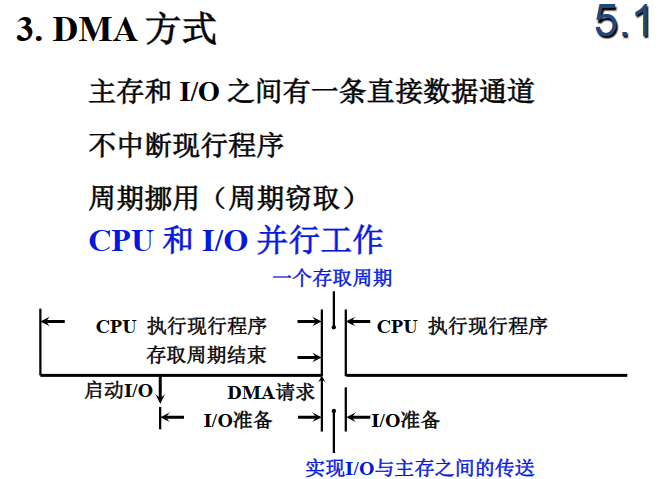 3. DMA 方式
5.1
主存和 I/O 之间有一条直接数据通道
不中断现行程序
周期挪用（周期窃取）
CPU 和 I/O 并行工作
一个存取周期
CPU 执行现行程序
CPU 执行现行程序
存取周期结束
启动I/O
DMA请求
I/O准备
I/O准备
实现I/O与主存之间的传送